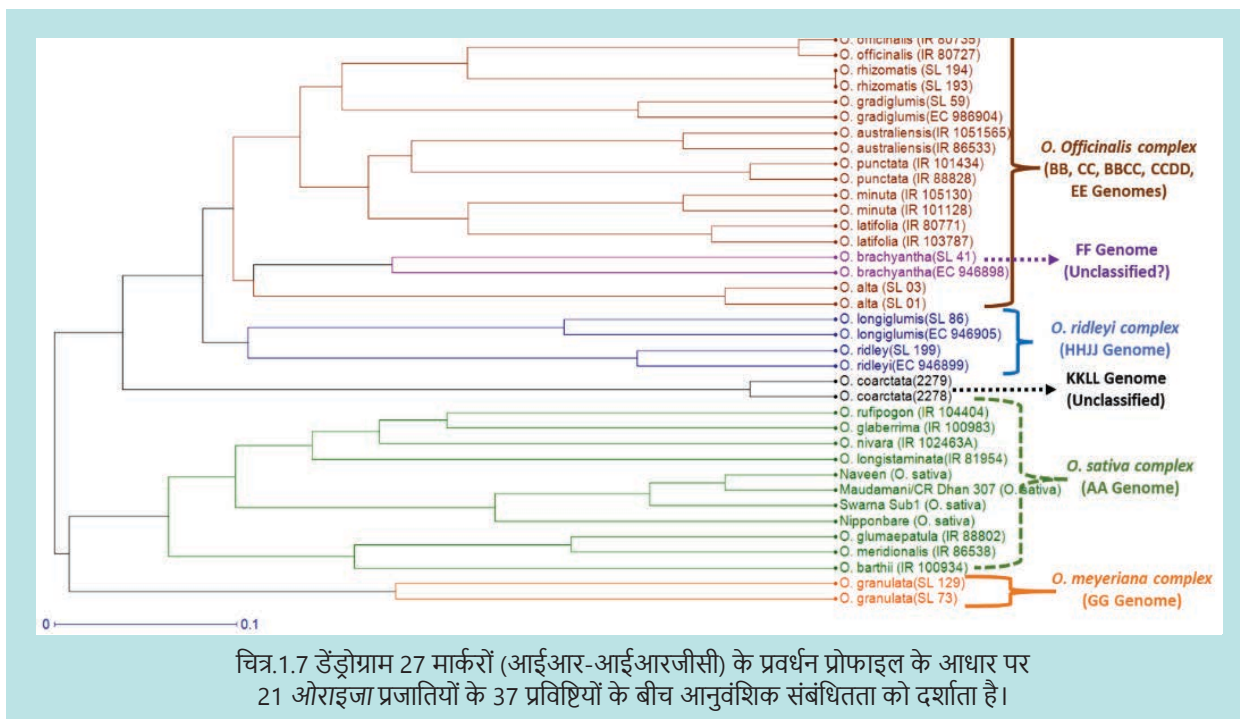 O. officinalis (IR 80735)
O. officinalis (IR 80727)
O. rhizomatis (SL 194)
O. rhizomatis (SL 193)
O. gradiglumis(SL 59)
O. gradiglumis(EC 986904)
O. australiensis(IR 1051565)
O. australiensis(IR 86533)
O. punctata (IR 101434)
O. punctata (IR 88828)
O. minuta (IR 105130)
O. minuta (IR 101128)
O. latifolia (IR 80771)
O. latifolia (IR 103787)
O. brachyantha(SL 41)
O. brachyantha(EC 946898)
O. alta (SL 03)
O. alta (SL 01)
O. longiglumis(SL 86)
O. longiglumis(EC 946905)
O. ridley(SL 199)
O. ridleyi(EC 946899)
O. coarctata(2279)
O. coarctata(2278)
O. rufipogon (IR 104404)
O. glaberrima (IR 100983)
O. nivara (IR 102463A)
O. longistaminata(IR 81954)
Naveen (O. sativa)
Maudamani/CR Dhan 307 (O. sativa)
Swarna Sub1 (O. sativa)
Nipponbare (O. sativa)
O. glumaepatula (IR 88802)
O. meridionalis (IR 86538)
O. barthii (IR 100934)
O. granulata(SL 129)
O. granulata(SL 73)
O. Officinalis complex
(BB, CC, BBCC, CCDD,
EE Genomes)
FF Genome
(Unclassified?)
O. ridleyi complex
(HHJJ Genome)
KKLL Genome
(Unclassified)
O. sativa complex
(AA Genome)
O. meyeriana complex
(GG Genome)
0 0.1
चित्र.1.7 डेंड्रोग्राम 27 मार्करों (आईआर-आईआरजीसी) के प्रवर्धन प्रोफाइल के आधार पर
21 ओराइजा प्रजातियों के 37 प्रविष्टियों के बीच आनुवंशिक संबंधितता को दर्शाता है।